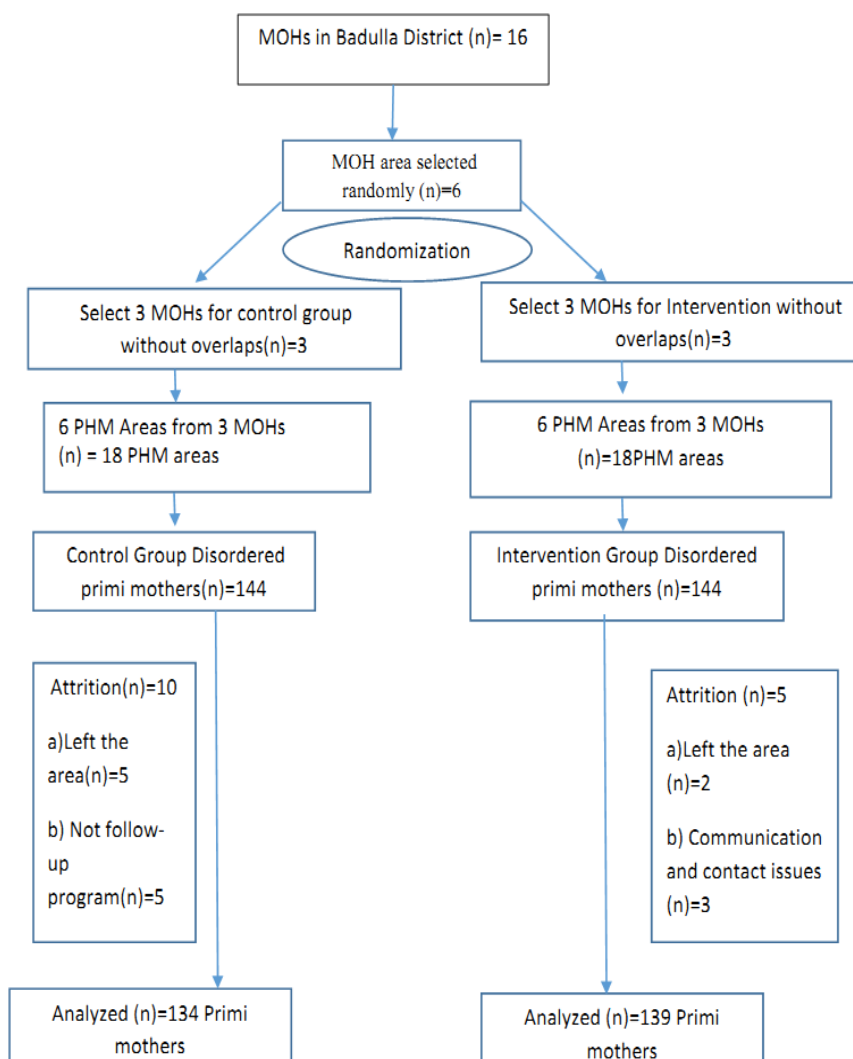 MOHs in Badulla District (n)= 16
MOH area selected
randomly (n)=6
Randomization
Select 3 MOHs for control group
without overlaps(n)=3
Select 3 MOHs for Intervention without
overlaps(n)=3
6 PHM Areas from 3 MOHs
(n) = 18 PHM areas
6 PHM Areas from 3 MOHs
(n)=18PHM areas
Control Group Disordered
primi mothers(n)=144
Intervention Group Disordered
primi mothers (n)=144
Attrition(n)=10
a)Left the
area(n)=5
b) Not follow-
up
program(n)=5
Attrition (n)=5
a)Left the area
(n)=2
b) Communication
and contact issues
(n)=3
Analyzed (n)=134 Primi
mothers
Analyzed (n)=139 Primi
mothers